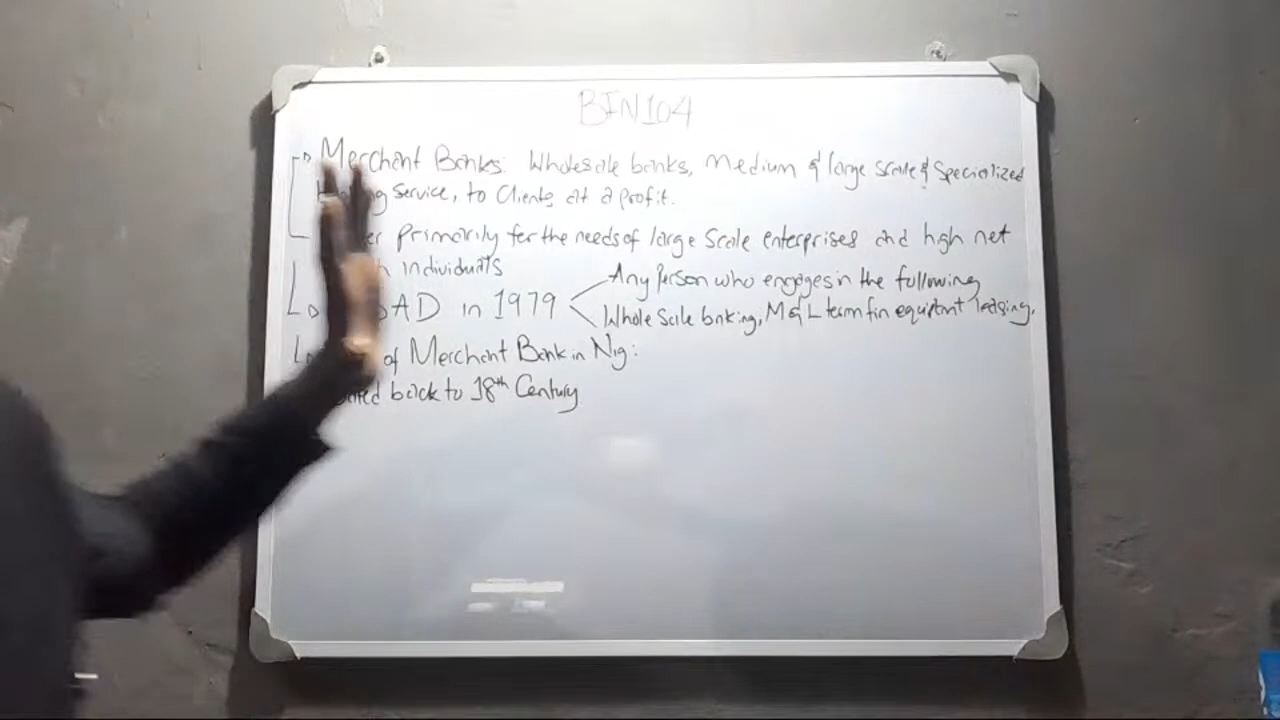 BIN104
Merchant Banks: Wholesale banks, Medium & large scale & Specialized
Service, to Clients at a profit.
primarily for the needs of large Scale enterprises and high net
individuals
AD in 1979
Any Person who engages in the following
Whole Sale banking, M & L term fin equipment leasing,
of Merchant Bank in Nig:
back to 18th Century